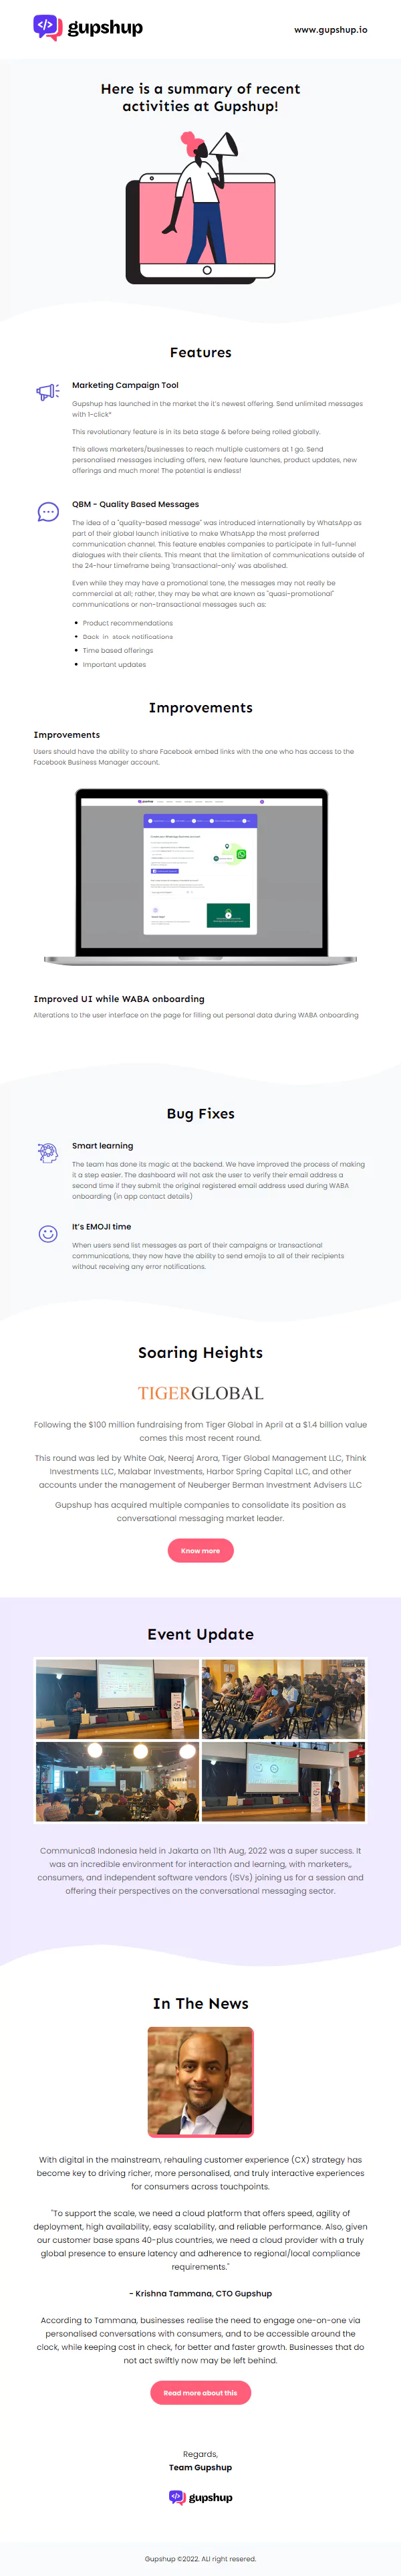 gupshup
www.gupshup.io
Here is a summary of recent
activities at Gupshup!
Features
Marketing Campaign Tool
Gupshup has launched in the market the it's newest offering. Send unlimited messages
with 1-click*
This revolutionary feature is in its beta stage & before being rolled globally.
This allows marketers/businesses to reach multiple customers at 1 go. Send
personalised messages including offers, new feature launches, product updates, new
offerings and much more! The potential is endless!
QBM - Quality Based Messages
The idea of a "quality-based message" was introduced internationally by WhatsApp as
part of their global launch initiative to make WhatsApp the most preferred
communication channel. This feature enables companies to participate in full-funnel
dialogues with their clients. This meant that the limitation of communications outside of
the 24-hour timeframe being 'transactional-only' was abolished.
Even while they may have a promotional tone, the messages may not really be
commercial at all; rather, they may be what are known as "quasi-promotional"
communications or non-transactional messages such as:
• Product recommendations
• Back in stock notifications
• Time based offerings
• Important updates
Improvements
Improvements
Users should have the ability to share Facebook embed links with the one who has access to the
Facebook Business Manager account.
Improved UI while WABA onboarding
Alterations to the user interface on the page for filling out personal data during WABA onboarding
Bug Fixes
Smart learning
The team has done its magic at the backend. We have improved the process of making
it a step easier. The dashboard will not ask the user to verify their email address a
second time if they submit the original registered email address used during WABA
onboarding (in app contact details)
It's EMOJI time
When users send list messages as part of their campaigns or transactional
communications, they now have the ability to send emojis to all of their recipients
without receiving any error notifications.
Soaring Heights
TIGERGLOBAL
Following the $100 million fundraising from Tiger Global in April at a $1.4 billion value
comes this most recent round.
This round was led by White Oak, Neeraj Arora, Tiger Global Management LLC, Think
Investments LLC, Malabar Investments, Harbor Spring Capital LLC, and other
accounts under the management of Neuberger Berman Investment Advisers LLC
Gupshup has acquired multiple companies to consolidate its position as
conversational messaging market leader.
Know more
Event Update
Communica8 Indonesia held in Jakarta on 11th Aug, 2022 was a super success. It
was an incredible environment for interaction and learning, with marketers,,
consumers, and independent software vendors (ISVs) joining us for a session and
offering their perspectives on the conversational messaging sector.
In The News
With digital in the mainstream, rehauling customer experience (CX) strategy has
become key to driving richer, more personalised, and truly interactive experiences
for consumers across touchpoints.
"To support the scale, we need a cloud platform that offers speed, agility of
deployment, high availability, easy scalability, and reliable performance. Also, given
our customer base spans 40-plus countries, we need a cloud provider with a truly
global presence to ensure latency and adherence to regional/local compliance
requirements."
- Krishna Tammana, CTO Gupshup
According to Tammana, businesses realise the need to engage one-on-one via
personalised conversations with consumers, and to be accessible around the
clock, while keeping cost in check, for better and faster growth. Businesses that do
not act swiftly now may be left behind.
Read more about this
Regards,
Team Gupshup
gupshup
Gupshup ©2022, ALl right resered.